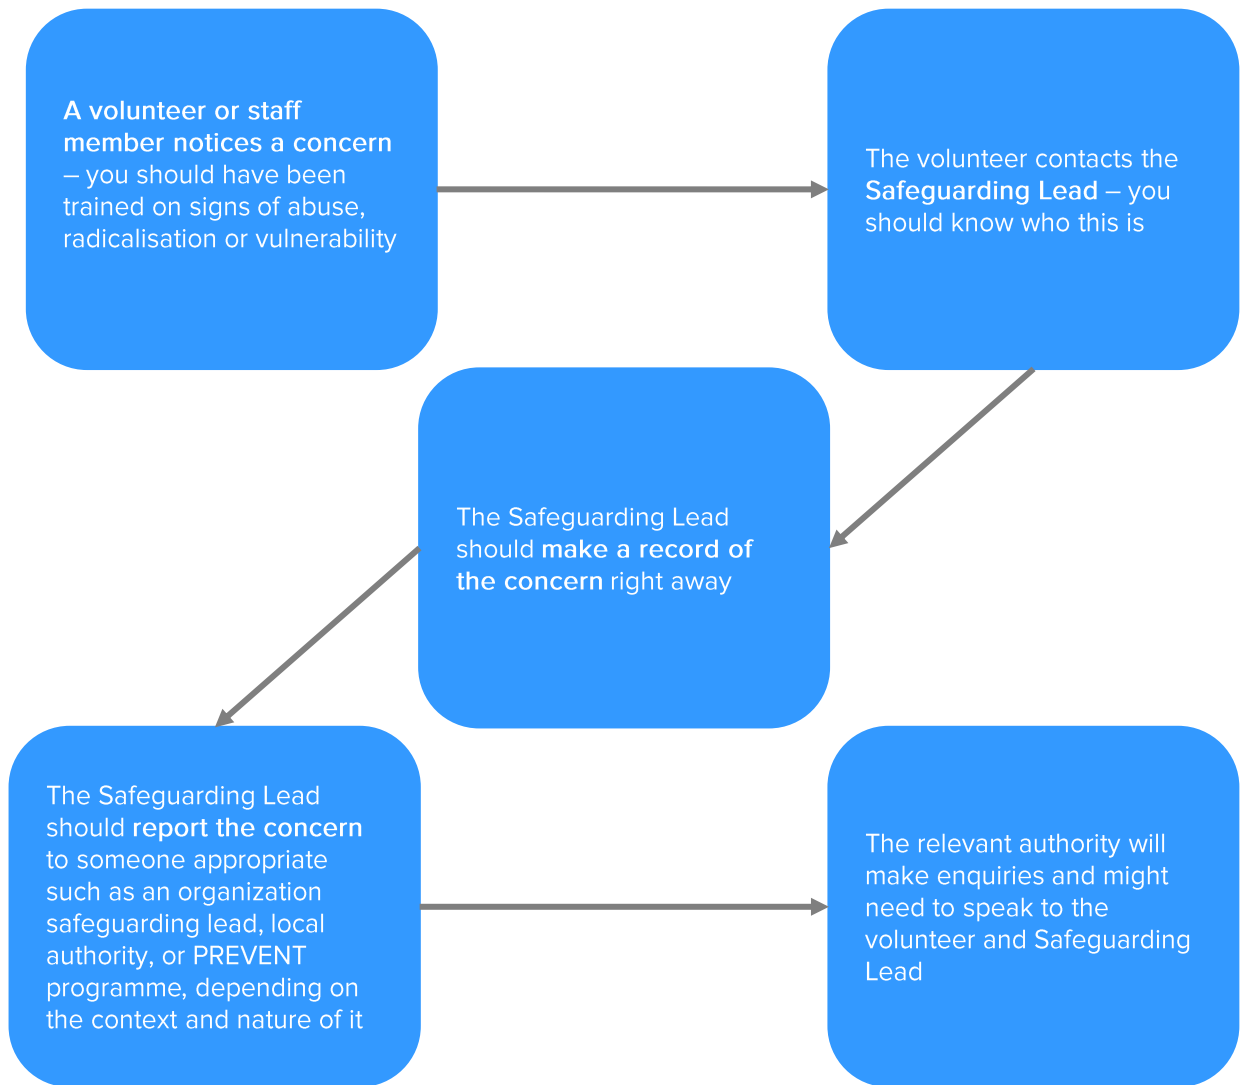 A volunteer or staff
member notices a concern
– you should have been
trained on signs of abuse,
radicalisation or vulnerability
The volunteer contacts the
Safeguarding Lead – you
should know who this is
The Safeguarding Lead
should make a record of
the concern right away
The Safeguarding Lead
should report the concern
to someone appropriate
such as an organization
safeguarding lead, local
authority, or PREVENT
programme, depending on
the context and nature of it
The relevant authority will
make enquiries and might
need to speak to the
volunteer and Safeguarding
Lead